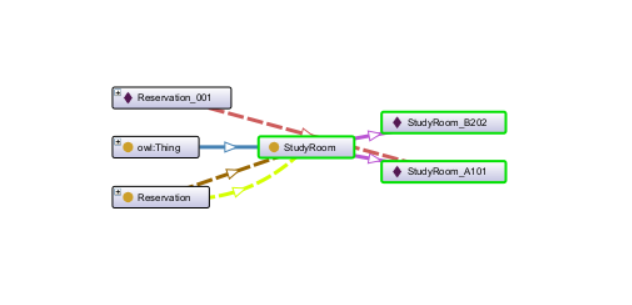 Reservation_001
StudyRoom_B202
owl:Thing
StudyRoom
StudyRoom_A101
Reservation